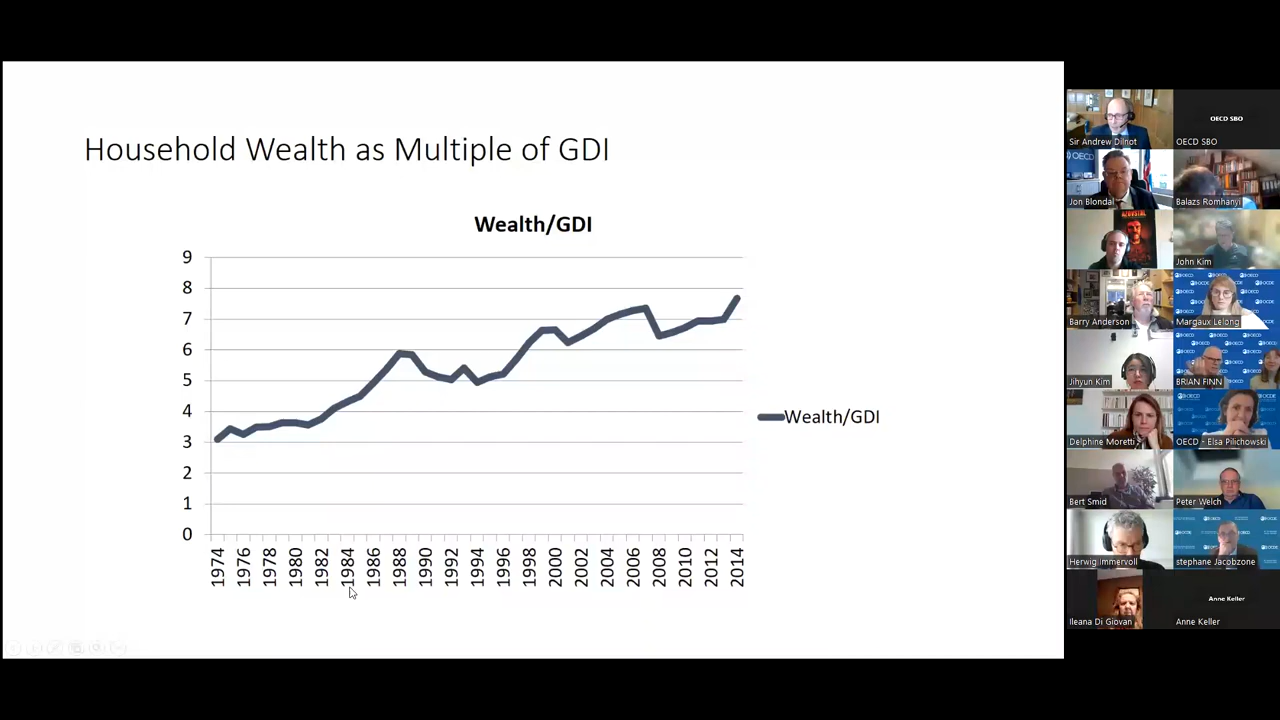 Household Wealth as Multiple of GDI
Wealth/GDI
9
8
7
6
5
4
3
2
1
0
1974
1976
1978
1980
1982
1984
1986
1988
1990
1992
1994
1996
1998
2000
2002
2004
2006
2008
2010
2012
2014
Wealth/GDI
Sir Andrew Dilnot
OECD SBO
OECD SBO
OECD
Jon Blondal
Balazs Romhanyi
John Kim
Barry Anderson
Margaux Lelong
Jihyun Kim
BRIAN FINN
Delphine Moretti
OECD - Elsa Pilichowski
Bert Smid
Peter Welch
Herwig Immervoll
stephane Jacobzone
Ileana Di Giovan
Anne Keller
Anne Keller